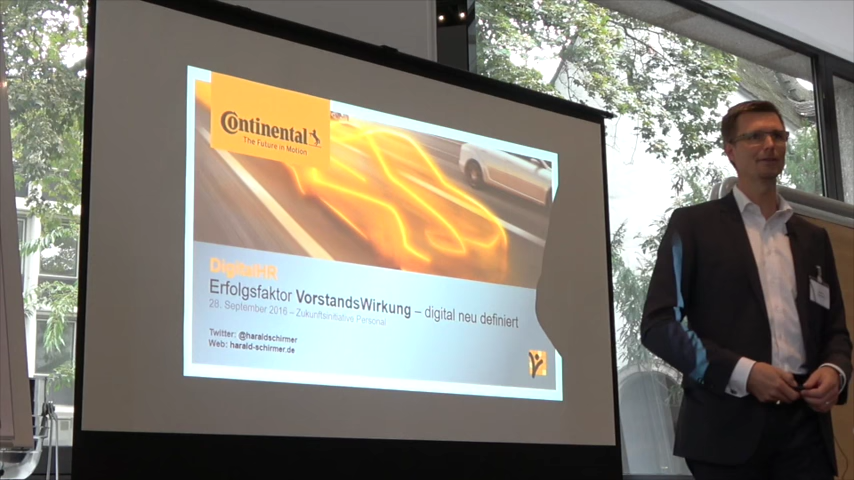 Continental
The Future in Motion
DigitalHR
Erfolgsfaktor VorstandsWirkung – digital neu definiert
28. September 2016 – Zukunftsinitiative Personal
Twitter: @haraldschirmer
Web: harald-schirmer.de